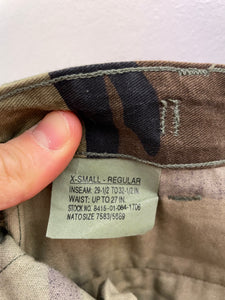 X-SMALL - REGULAR
INSEAM: 29-1/2 TO 32-1/2 IN
WAIST: UP TO 27 IN.
STOCK NO. 8415-01-084-1706
NATO SIZE 7583/5669